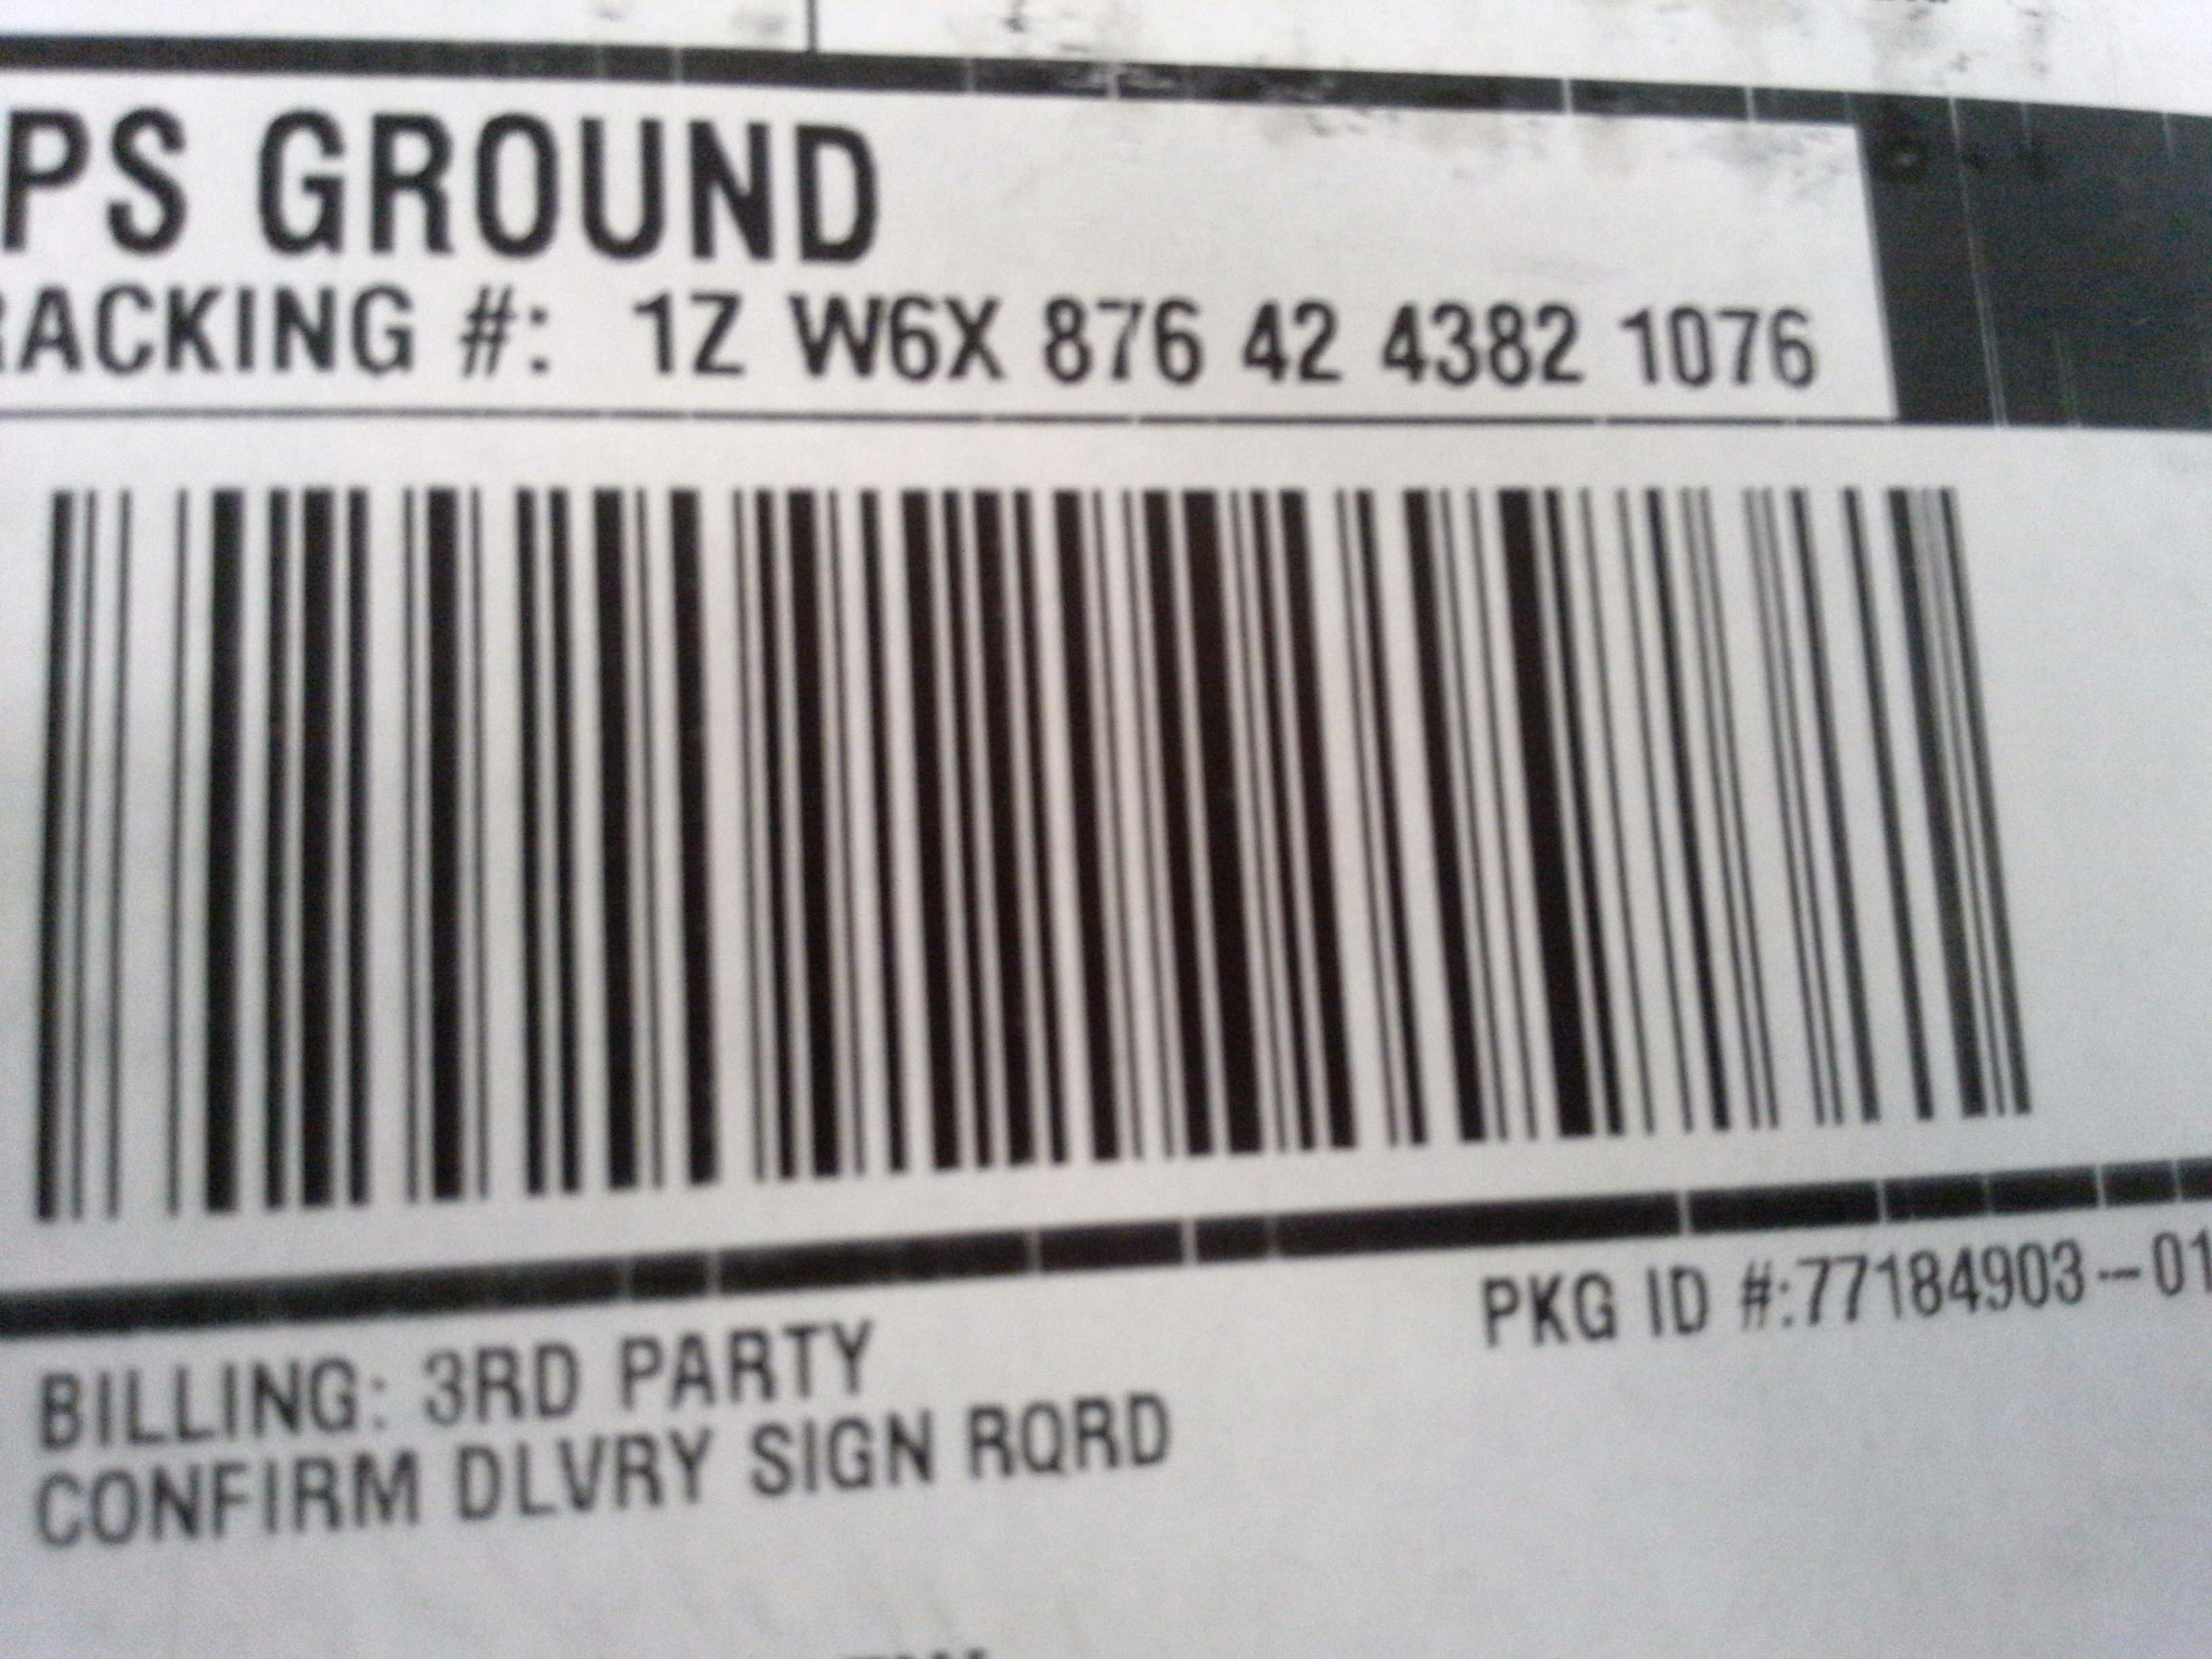 PS GROUND
RACKING #: 1Z W6X 876 42 4382 1076
PKG ID #:77184903--01
BILLING: 3RD PARTY
CONFIRM DLVRY SIGN RQRD